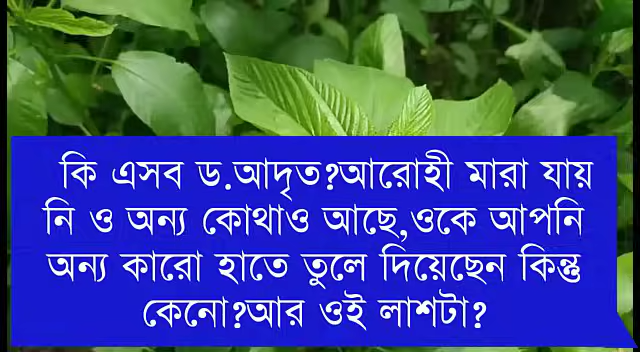 কি এসব ড.আদৃত?আরোহী মারা যায়
নি ও অন্য কোথাও আছে,ওকে আপনি
অন্য কারো হাতে তুলে দিয়েছেন কিন্তু
কেনো?আর ওই লাশটা?